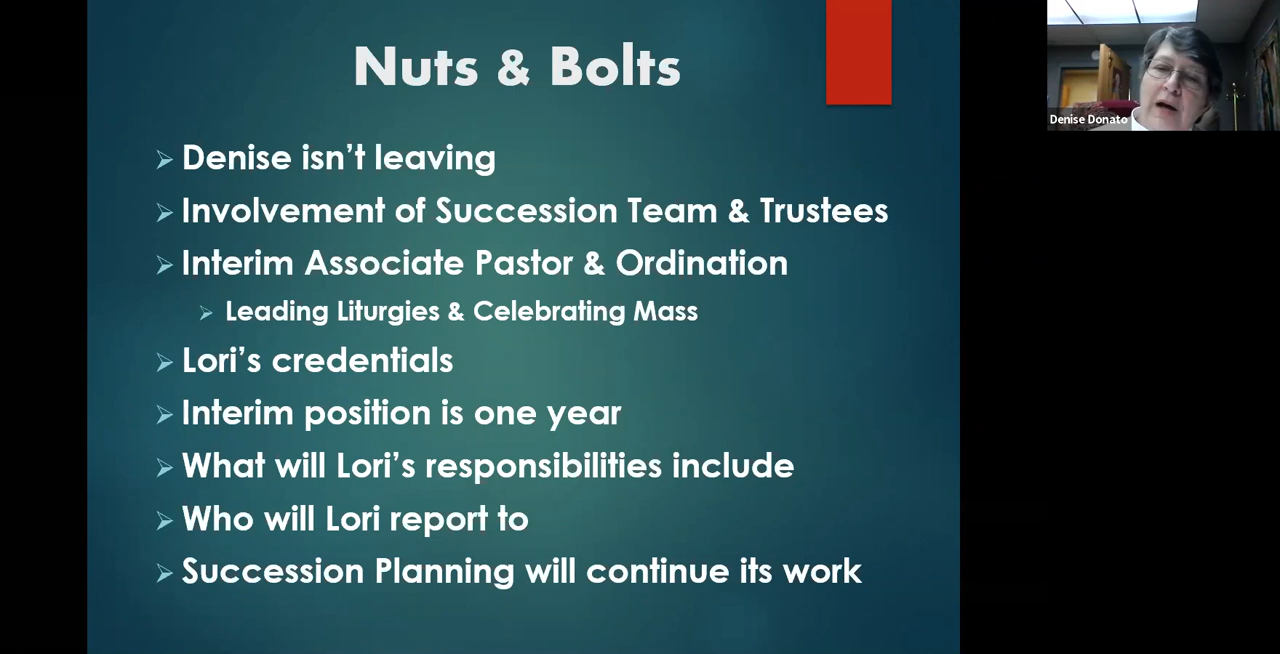 Nuts & Bolts
Denise isn't leaving
Involvement of Succession Team & Trustees
Interim Associate Pastor & Ordination
Leading Liturgies & Celebrating Mass
Lori's credentials
Interim position is one year
What will Lori's responsibilities include
Who will Lori report to
Succession Planning will continue its work
Denise Donato